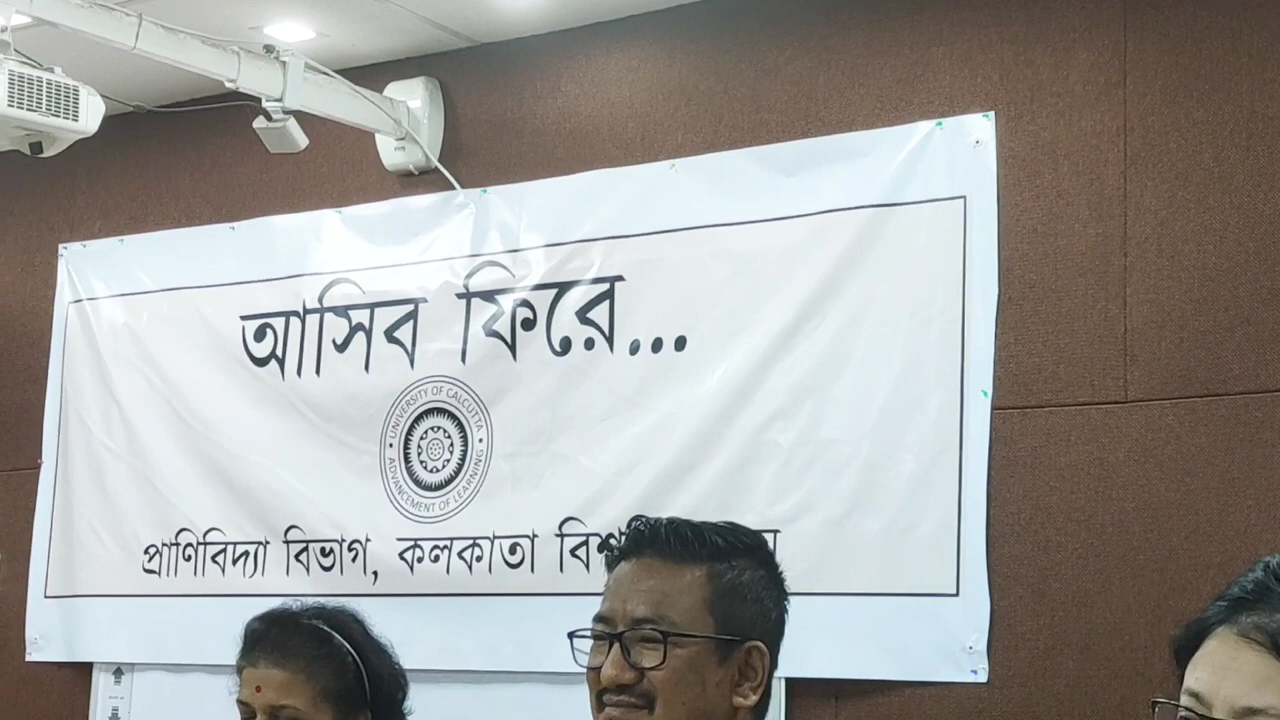 আসিব ফিরে...
UNIVERSITY OF CALCUTTA
ADVANCEMENT OF LEARNING
প্রাণিবিদ্যা বিভাগ, কলকাতা